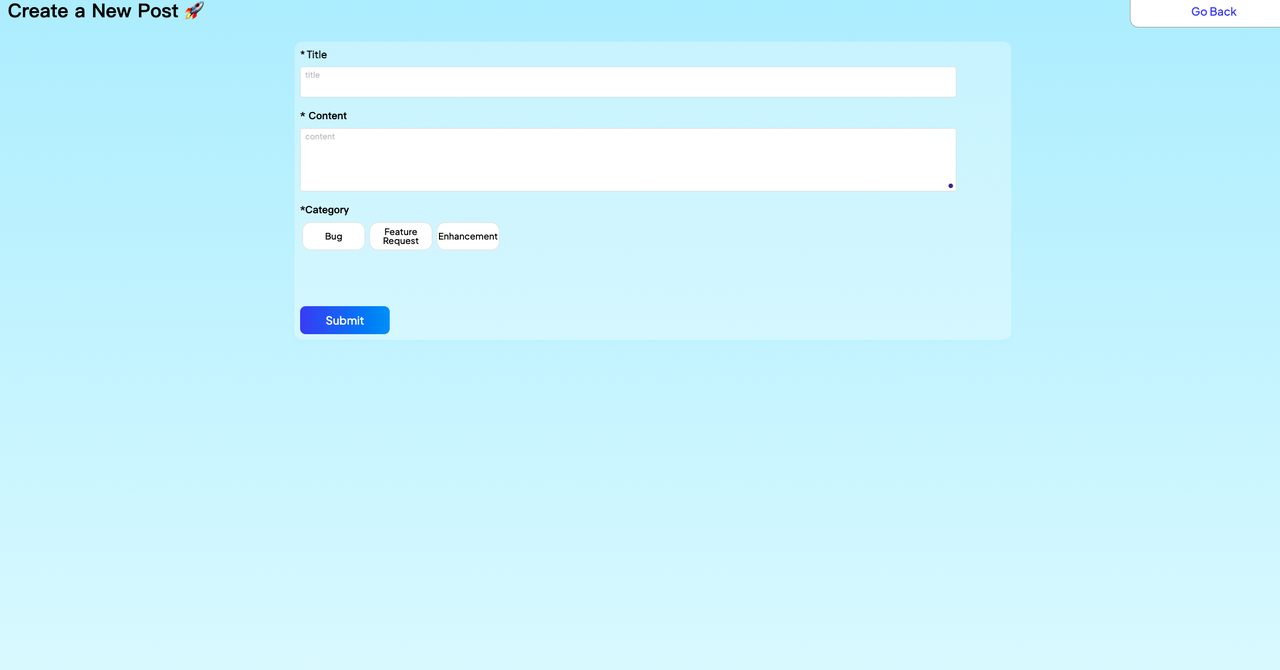 Create a New Post 🚀
Go Back
* Title
title
* Content
content
*Category
Bug
Feature
Request
Enhancement
Submit